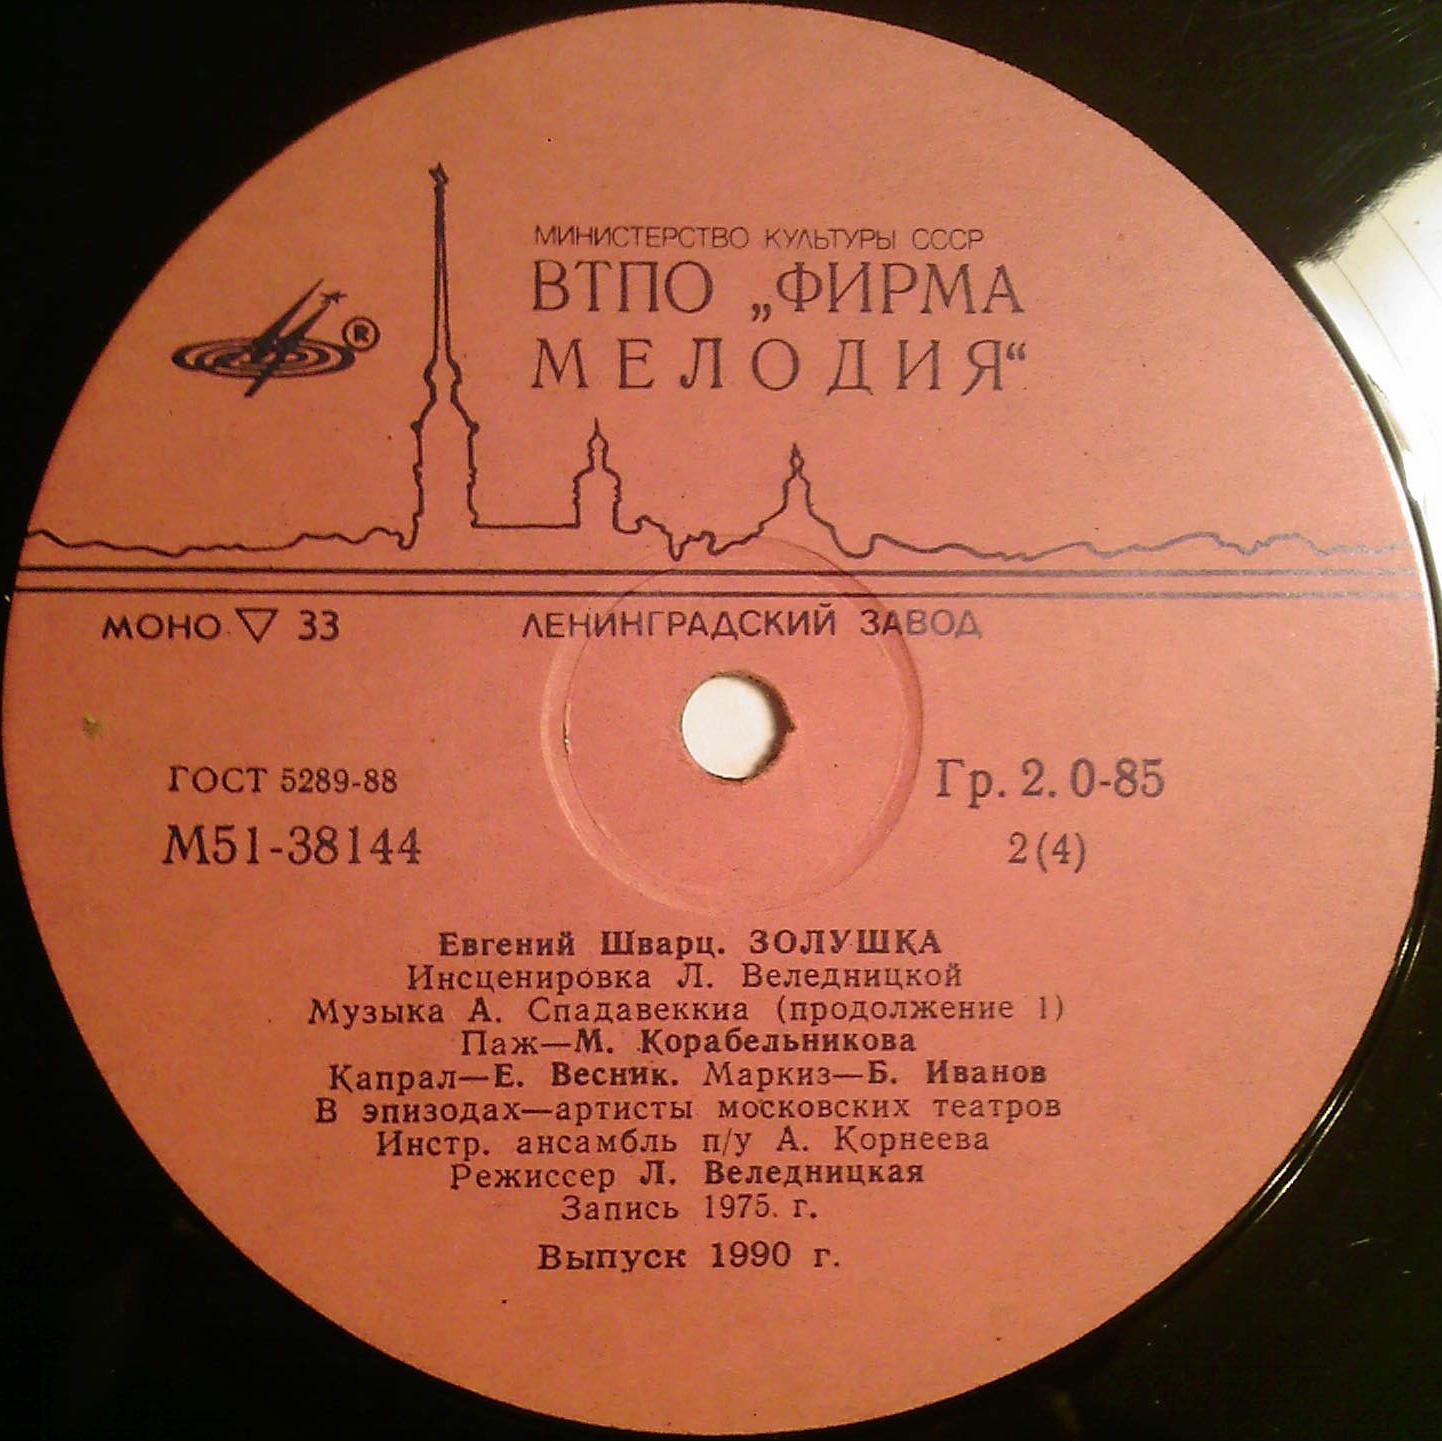 МИНИСТЕРСТВО КУЛЬТУРЫ СССР
ВТПО „ФИРМА
МЕЛОДИЯ“
®
МОНО ▽ 33
ЛЕНИНГРАДСКИЙ ЗАВОД
ГОСТ 5289-88
Гр. 2. 0-85
М51-38144
2(4)
Евгений Шварц. ЗОЛУШКА
Инсценировка Л. Веледницкой
Музыка А. Спадавеккиа (продолжение 1)
Паж—М. Корабельникова
Капрал—Е. Весник. Маркиз—Б. Иванов
В эпизодах—артисты московских театров
Инстр. ансамбль п/у А. Корнеева
Режиссер Л. Веледницкая
Запись 1975. г.
Выпуск 1990 г.